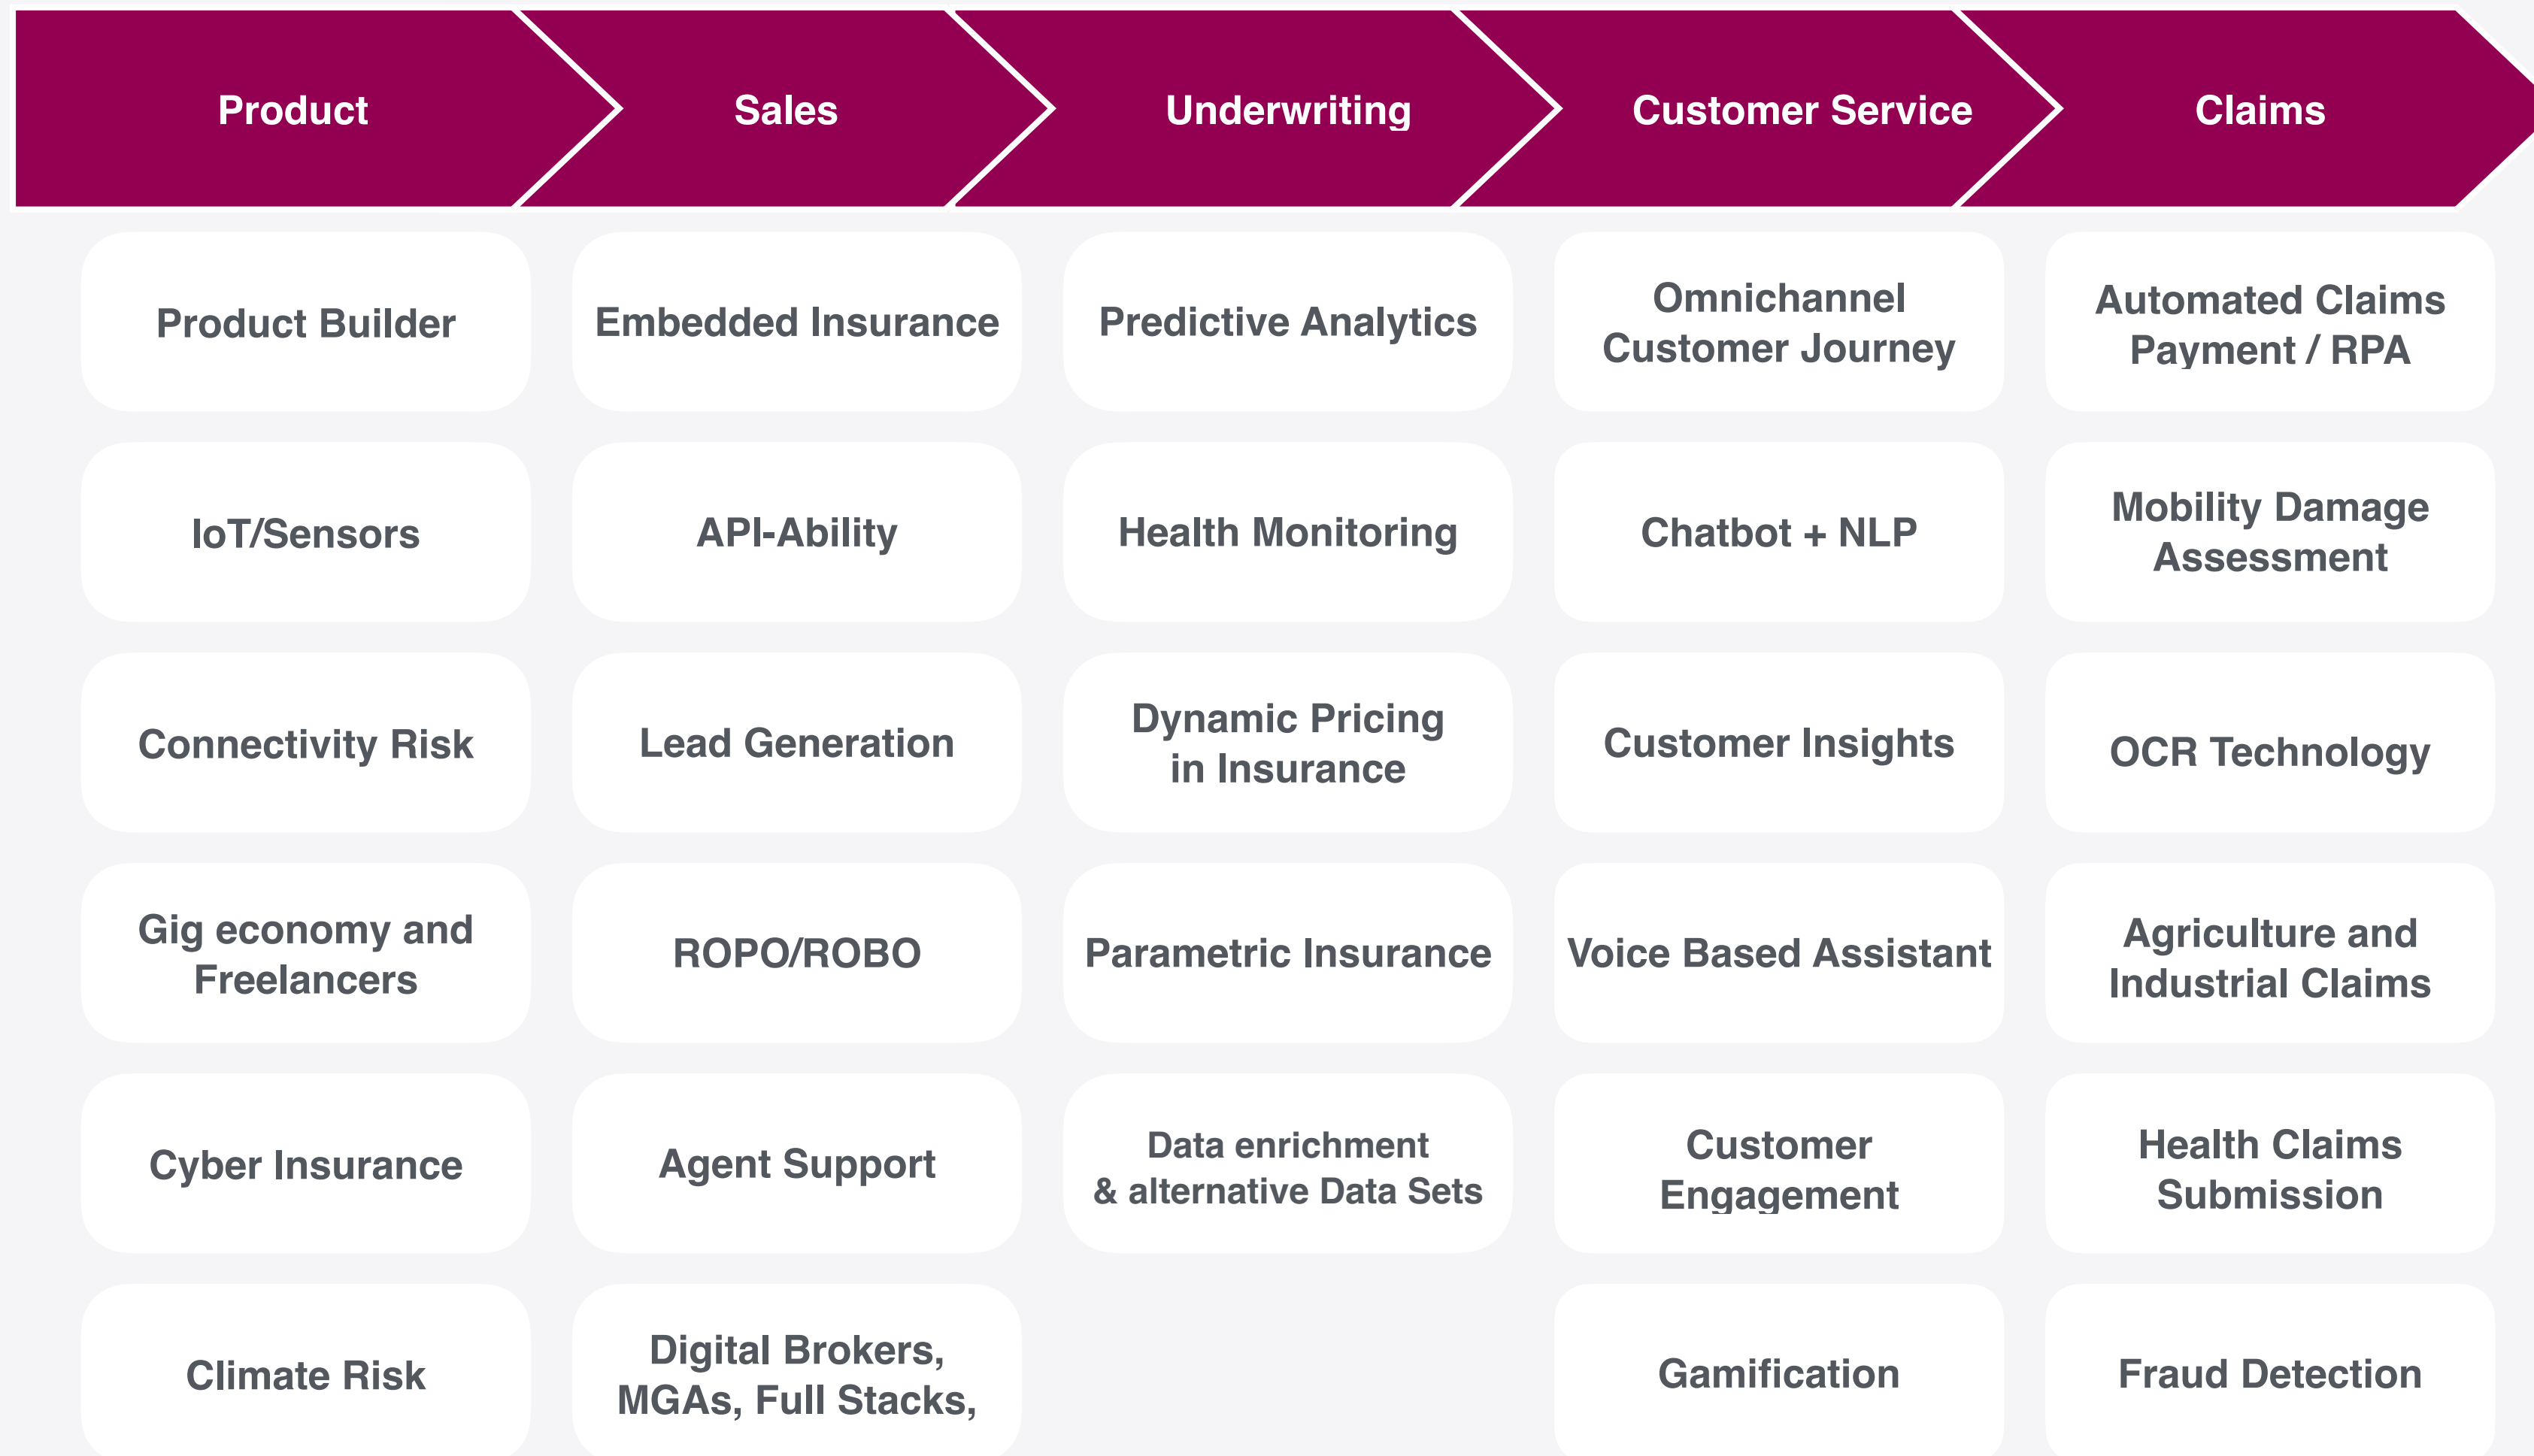 Product
Sales
Underwriting
Customer Service
Claims
Product Builder
Embedded Insurance
Predictive Analytics
Omnichannel
Customer Journey
Automated Claims
Payment / RPA
IoT/Sensors
API-Ability
Health Monitoring
Chatbot + NLP
Mobility Damage
Assessment
Connectivity Risk
Lead Generation
Dynamic Pricing
in Insurance
Customer Insights
OCR Technology
Gig economy and
Freelancers
ROPO/ROBO
Parametric Insurance
Voice Based Assistant
Agriculture and
Industrial Claims
Cyber Insurance
Agent Support
Data enrichment
& alternative Data Sets
Customer
Engagement
Health Claims
Submission
Climate Risk
Digital Brokers,
MGAs, Full Stacks,
Gamification
Fraud Detection